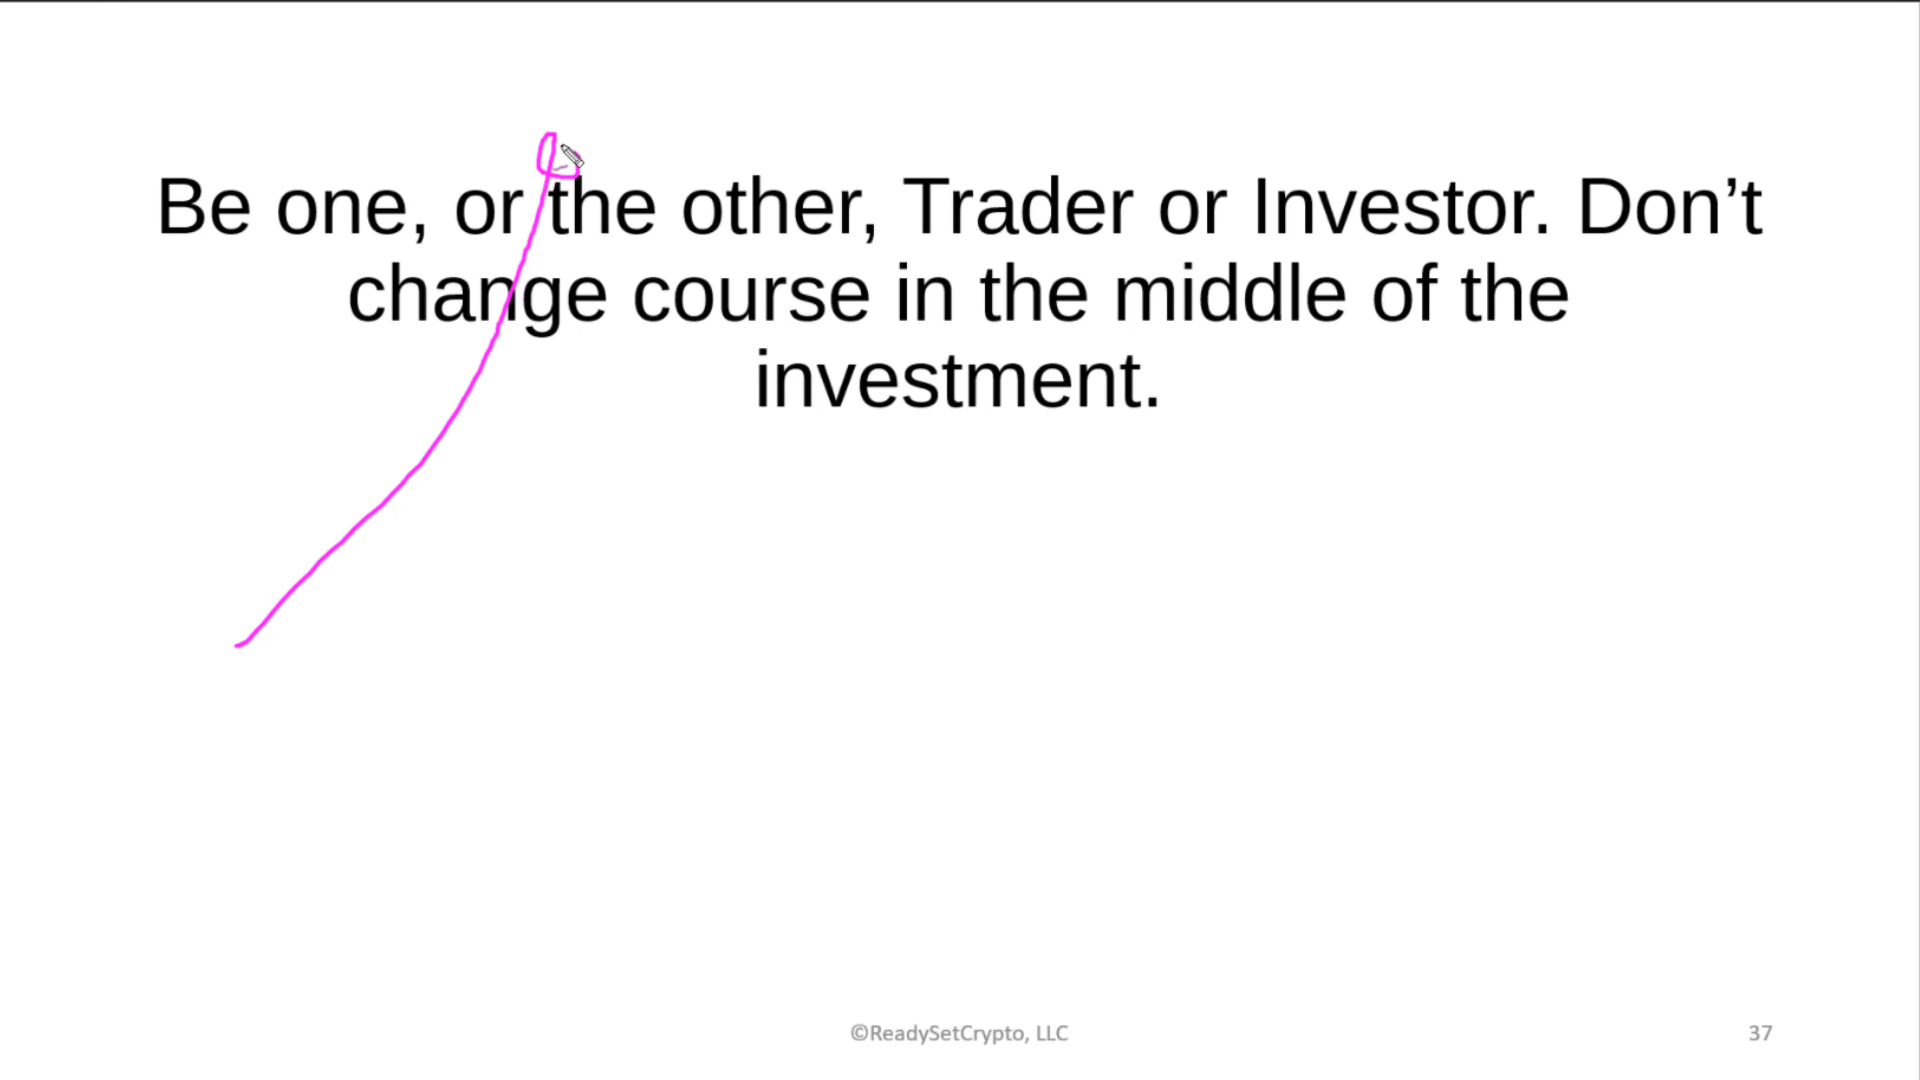 Be one, or the other, Trader or Investor. Don’t
change course in the middle of the
investment.
©ReadySetCrypto, LLC
37